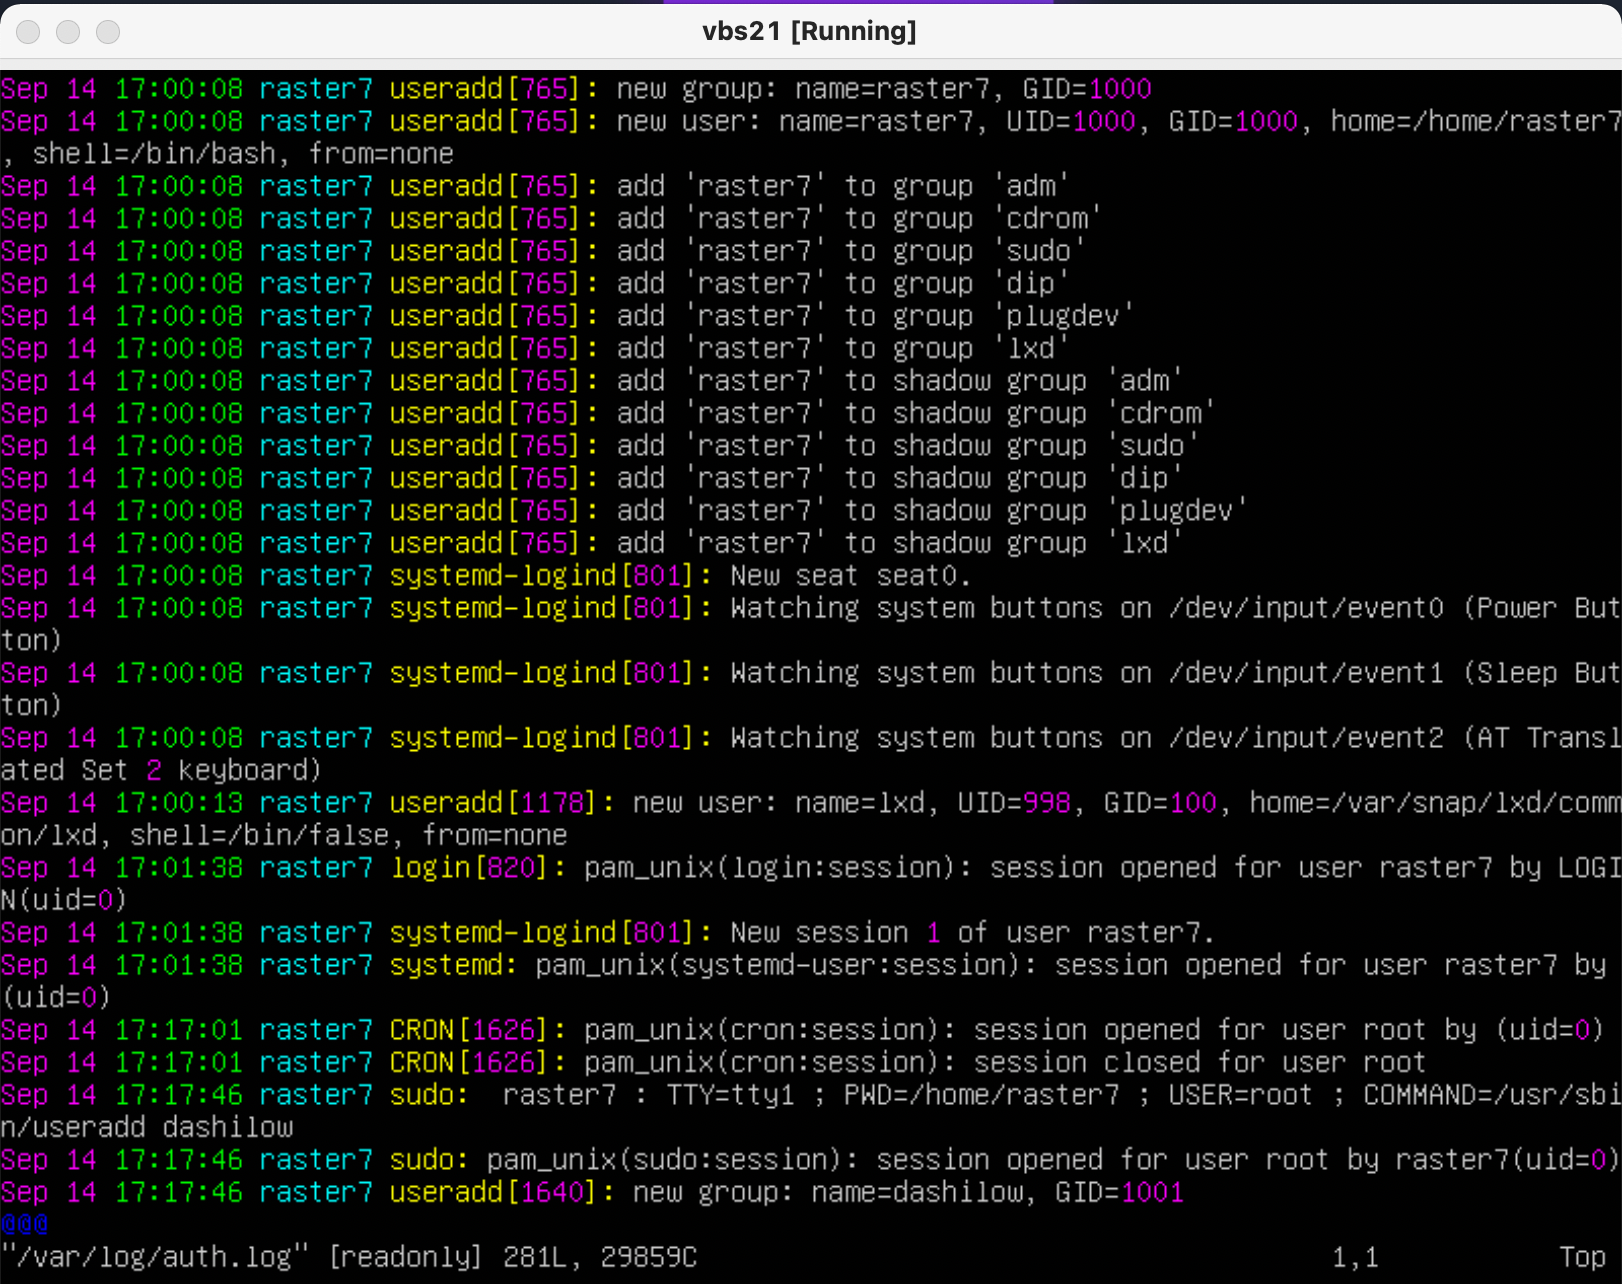 vbs21 [Running]
Sep 14 17:00:08 raster7 useradd[765]: new group: name=raster7, GID=1000
Sep 14 17:00:08 raster7 useradd[765]: new user: name=raster7, UID=1000, GID=1000, home=/home/raster7
, shell=/bin/bash, from=none
Sep 14 17:00:08 raster7 useradd[765]: add 'raster7' to group 'adm'
Sep 14 17:00:08 raster7 useradd[765]: add 'raster7' to group 'cdrom'
Sep 14 17:00:08 raster7 useradd[765]: add 'raster7' to group 'sudo'
Sep 14 17:00:08 raster7 useradd[765]: add 'raster7' to group 'dip'
Sep 14 17:00:08 raster7 useradd[765]: add 'raster7' to group 'plugdev'
Sep 14 17:00:08 raster7 useradd[765]: add 'raster7' to group 'lxd'
Sep 14 17:00:08 raster7 useradd[765]: add 'raster7' to shadow group 'adm'
Sep 14 17:00:08 raster7 useradd[765]: add 'raster7' to shadow group 'cdrom'
Sep 14 17:00:08 raster7 useradd[765]: add 'raster7' to shadow group 'sudo'
Sep 14 17:00:08 raster7 useradd[765]: add 'raster7' to shadow group 'dip'
Sep 14 17:00:08 raster7 useradd[765]: add 'raster7' to shadow group 'plugdev'
Sep 14 17:00:08 raster7 useradd[765]: add 'raster7' to shadow group 'lxd'
Sep 14 17:00:08 raster7 systemd-logind[801]: New seat seat0.
Sep 14 17:00:08 raster7 systemd-logind[801]: Watching system buttons on /dev/input/event0 (Power But
ton)
Sep 14 17:00:08 raster7 systemd-logind[801]: Watching system buttons on /dev/input/event1 (Sleep But
ton)
Sep 14 17:00:08 raster7 systemd-logind[801]: Watching system buttons on /dev/input/event2 (AT Transl
ated Set 2 keyboard)
Sep 14 17:00:13 raster7 useradd[1178]: new user: name=lxd, UID=998, GID=100, home=/var/snap/lxd/comm
on/lxd, shell=/bin/false, from=none
Sep 14 17:01:38 raster7 login[820]: pam_unix(login:session): session opened for user raster7 by LOGI
N(uid=0)
Sep 14 17:01:38 raster7 systemd-logind[801]: New session 1 of user raster7.
Sep 14 17:01:38 raster7 systemd: pam_unix(systemd-user:session): session opened for user raster7 by
(uid=0)
Sep 14 17:17:01 raster7 CRON[1626]: pam_unix(cron:session): session opened for user root by (uid=0)
Sep 14 17:17:01 raster7 CRON[1626]: pam_unix(cron:session): session closed for user root
Sep 14 17:17:46 raster7 sudo:  raster7 : TTY=tty1 ; PWD=/home/raster7 ; USER=root ; COMMAND=/usr/sbi
n/useradd dashilow
Sep 14 17:17:46 raster7 sudo: pam_unix(sudo:session): session opened for user root by raster7(uid=0)
Sep 14 17:17:46 raster7 useradd[1640]: new group: name=dashilow, GID=1001
@@@
"/var/log/auth.log" [readonly] 281L, 29859C 1,1 Top